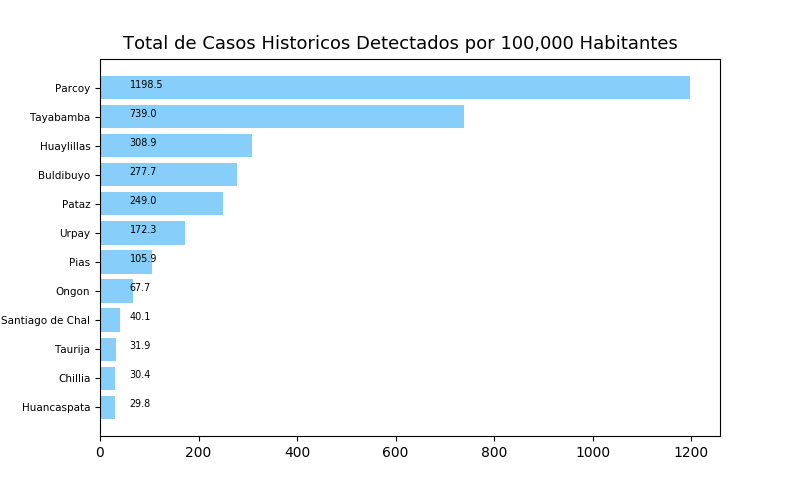 Total de Casos Historicos Detectados por 100,000 Habitantes
Parcoy 1198.5
Tayabamba 739.0
Huaylillas 308.9
Buldibuyo 277.7
Pataz 249.0
Urpay 172.3
Pias 105.9
Ongon 67.7
Santiago de Chal 40.1
Taurija 31.9
Chillia 30.4
Huancaspata 29.8
0 200 400 600 800 1000 1200